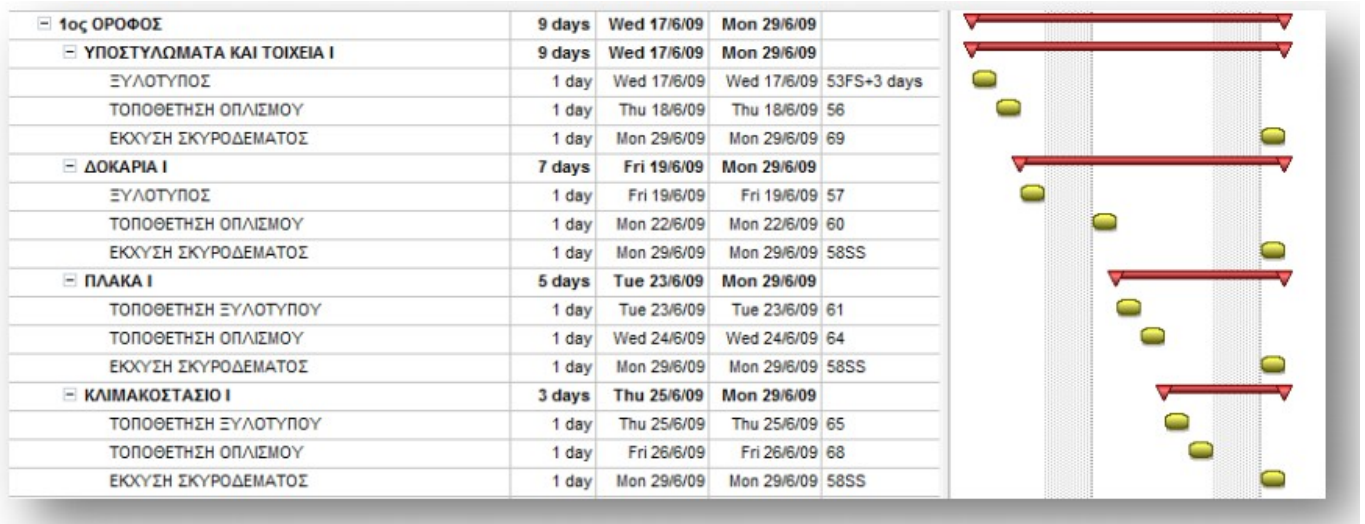 1ος ΟΡΟΦΟΣ 9 days Wed 17/6/09 Mon 29/6/09
ΥΠΟΣΤΥΛΩΜΑΤΑ ΚΑΙ ΤΟΙΧΕΙΑ Ι 9 days Wed 17/6/09 Mon 29/6/09
ΞΥΛΟΤΥΠΟΣ 1 day Wed 17/6/09 Wed 17/6/09 53FS+3 days
ΤΟΠΟΘΕΤΗΣΗ ΟΠΛΙΣΜΟΥ 1 day Thu 18/6/09 Thu 18/6/09 56
ΕΚΧΥΣΗ ΣΚΥΡΟΔΕΜΑΤΟΣ 1 day Mon 29/6/09 Mon 29/6/09 69
ΔΟΚΑΡΙΑ Ι 7 days Fri 19/6/09 Mon 29/6/09
ΞΥΛΟΤΥΠΟΣ 1 day Fri 19/6/09 Fri 19/6/09 57
ΤΟΠΟΘΕΤΗΣΗ ΟΠΛΙΣΜΟΥ 1 day Mon 22/6/09 Mon 22/6/09 60
ΕΚΧΥΣΗ ΣΚΥΡΟΔΕΜΑΤΟΣ 1 day Mon 29/6/09 Mon 29/6/09 58SS
ΠΛΑΚΑ Ι 5 days Tue 23/6/09 Mon 29/6/09
ΤΟΠΟΘΕΤΗΣΗ ΞΥΛΟΤΥΠΟΥ 1 day Tue 23/6/09 Tue 23/6/09 61
ΤΟΠΟΘΕΤΗΣΗ ΟΠΛΙΣΜΟΥ 1 day Wed 24/6/09 Wed 24/6/09 64
ΕΚΧΥΣΗ ΣΚΥΡΟΔΕΜΑΤΟΣ 1 day Mon 29/6/09 Mon 29/6/09 58SS
ΚΛΙΜΑΚΟΣΤΑΣΙΟ Ι 3 days Thu 25/6/09 Mon 29/6/09
ΤΟΠΟΘΕΤΗΣΗ ΞΥΛΟΤΥΠΟΥ 1 day Thu 25/6/09 Thu 25/6/09 65
ΤΟΠΟΘΕΤΗΣΗ ΟΠΛΙΣΜΟΥ 1 day Fri 26/6/09 Fri 26/6/09 68
ΕΚΧΥΣΗ ΣΚΥΡΟΔΕΜΑΤΟΣ 1 day Mon 29/6/09 Mon 29/6/09 58SS